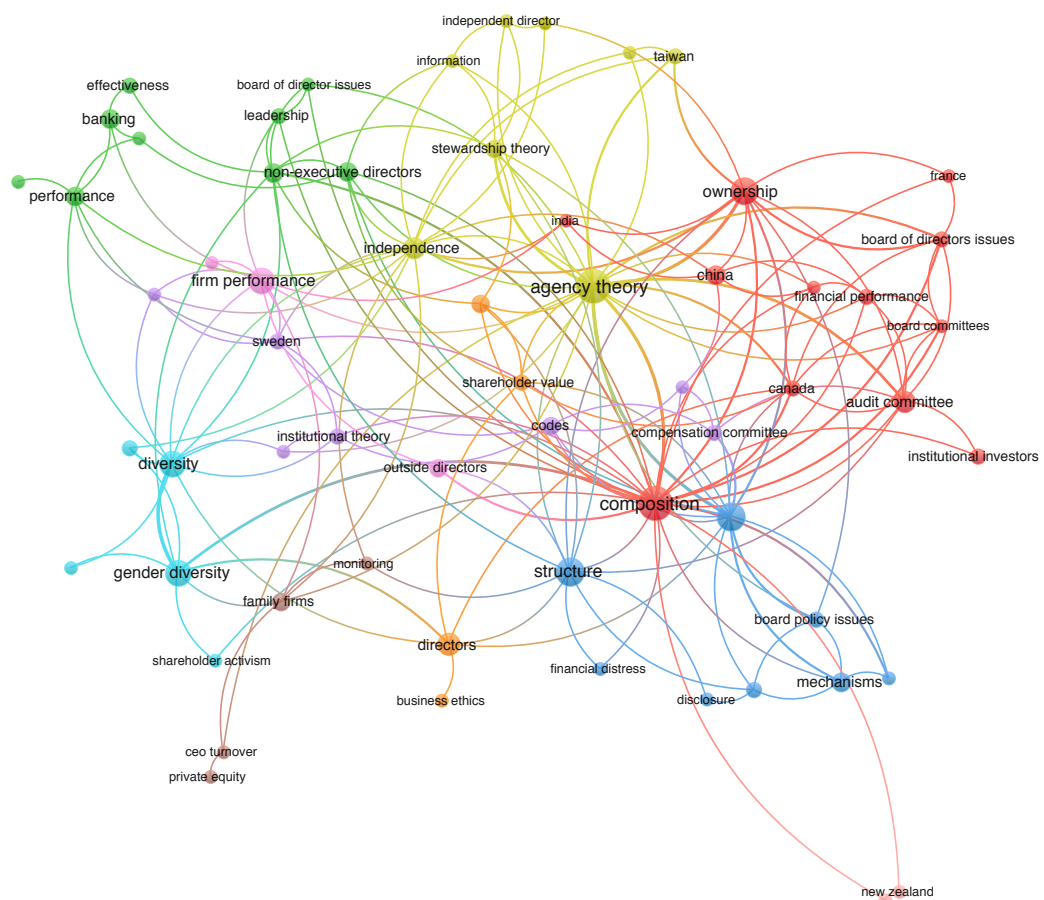 independent director
information
taiwan
effectiveness
board of director issues
banking
leadership
stewardship theory
non-executive directors
performance
ownership
france
india
independence
board of directors issues
firm performance
agency theory
china
financial performance
board committees
sweden
shareholder value
canada
audit committee
codes
institutional theory
compensation committee
diversity
outside directors
institutional investors
composition
gender diversity
monitoring
structure
family firms
board policy issues
directors
shareholder activism
financial distress
mechanisms
business ethics
disclosure
ceo turnover
private equity
new zealand